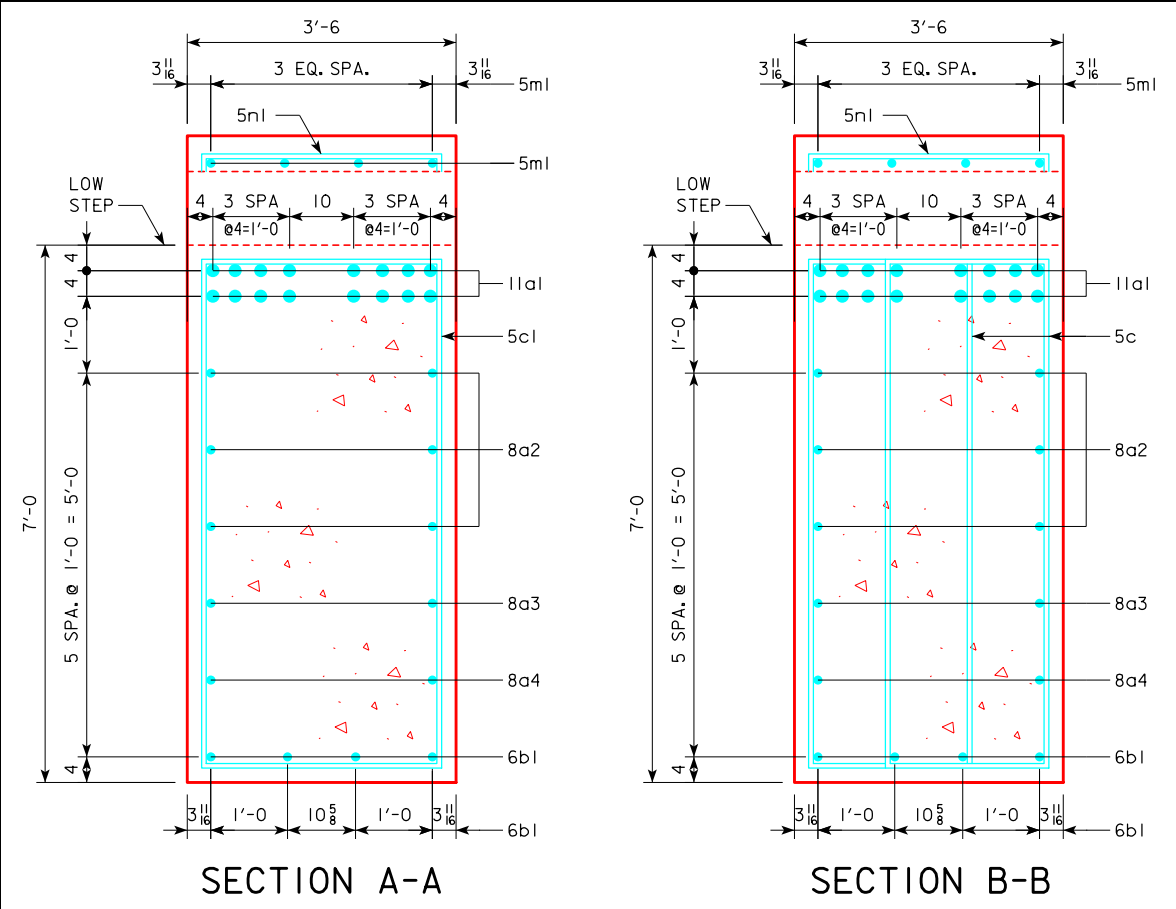 3'-6
3 11/16
3 EQ. SPA.
3 11/16
5m1
5n1
5m1
LOW
STEP
4
3 SPA
10
3 SPA
4
@4=1'-0
@4=1'-0
4
4
11a1
1'-0
5c1
8a2
7'-0
5 SPA. @ 1'-0 = 5'-0
8a3
8a4
6b1
4
3 11/16
1'-0
10 5/8
1'-0
3 11/16
6b1
SECTION A-A
3'-6
3 11/16
3 EQ. SPA.
3 11/16
5m1
5n1
LOW
STEP
4
3 SPA
10
3 SPA
4
@4=1'-0
@4=1'-0
4
4
11a1
1'-0
5c
8a2
7'-0
5 SPA. @ 1'-0 = 5'-0
8a3
8a4
6b1
4
3 11/16
1'-0
10 5/8
1'-0
3 11/16
6b1
SECTION B-B